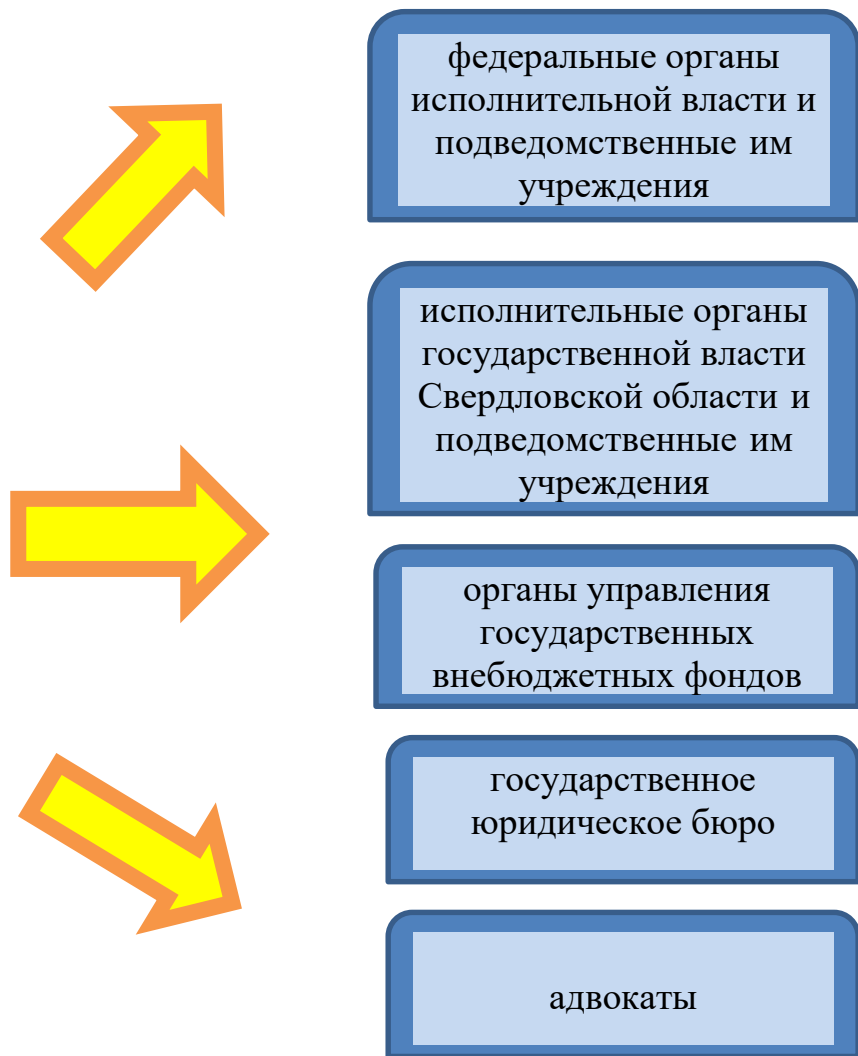 федеральные органы
исполнительной власти и
подведомственные им
учреждения
исполнительные органы
государственной власти
Свердловской области и
подведомственные им
учреждения
органы управления
государственных
внебюджетных фондов
государственное
юридическое бюро
адвокаты